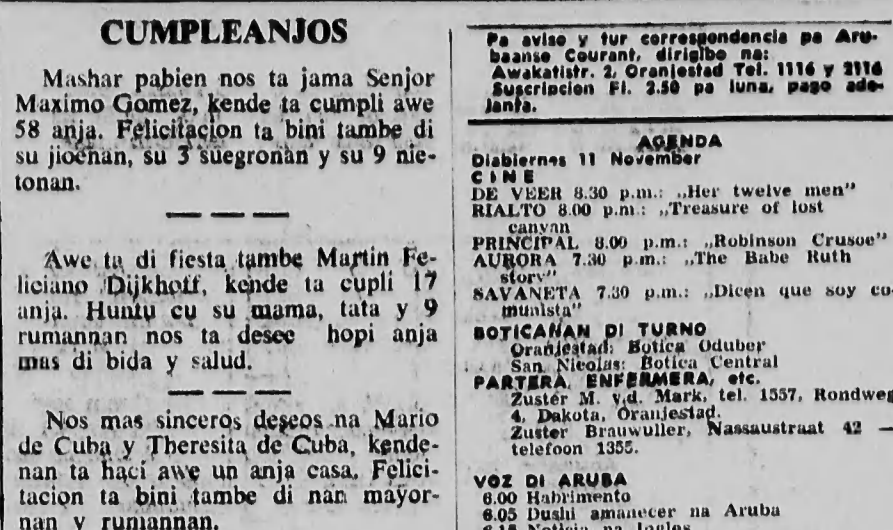 CUMPLEANJOS
Mashar pabien nos ta jama Senjor
Maximo Gomez, kende ta cumpli awe
58 anja. Felicitacion ta bini tambe di
su jioenan, su 3 suegronan y su 9 nie-
tonan.
Awe ta di fiesta tambe Martin Fe-
liciano Dijkhoff, kende ta cupli 17
anja. Huntu cu su mama, tata y 9
rumannan nos ta desee hopi anja
mas di bida y salud.
Nos mas sinceros deseos na Mario
de Cuba y Theresita de Cuba, kende-
nan ta haci awe un anja casa. Felici-
tacion ta bini tambe di nan mayor-
nan y rumannan.
Pa aviso y tur correspondencia pa Aru-
baanse Courant, dirigibo na:
Awakatistr. 2, Oranjestad Tel. 1116 y 2116
Suscripcion Fl. 2.50 pa luna, pago ade-
lanta.
AGENDA
Diabiernes 11 November
CINE
DE VEER 8.30 p.m.: „Her twelve men”
RIALTO 8.00 p.m.: „Treasure of lost
canyan
PRINCIPAL 8.00 p.m.: „Robinson Crusoe”
AURORA 7.30 p.m.: „The Babe Ruth
story”
SAVANETA 7.30 p.m.: „Dicen que soy co-
munista”
BOTICANAN DI TURNO
Oranjestad: Botica Oduber
San Nicolas: Botica Central
PARTERA, ENFERMERA, etc.
Zuster M. v.d. Mark, tel. 1557, Rondweg
4, Dakota, Oranjestad.
Zuster Brauwuller, Nassaustraat 42 —
telefoon 1355.
VOZ DI ARUBA
6.00 Habrimento
6.05 Dushi amanecer na Aruba
6.15 Noticia na Ingles